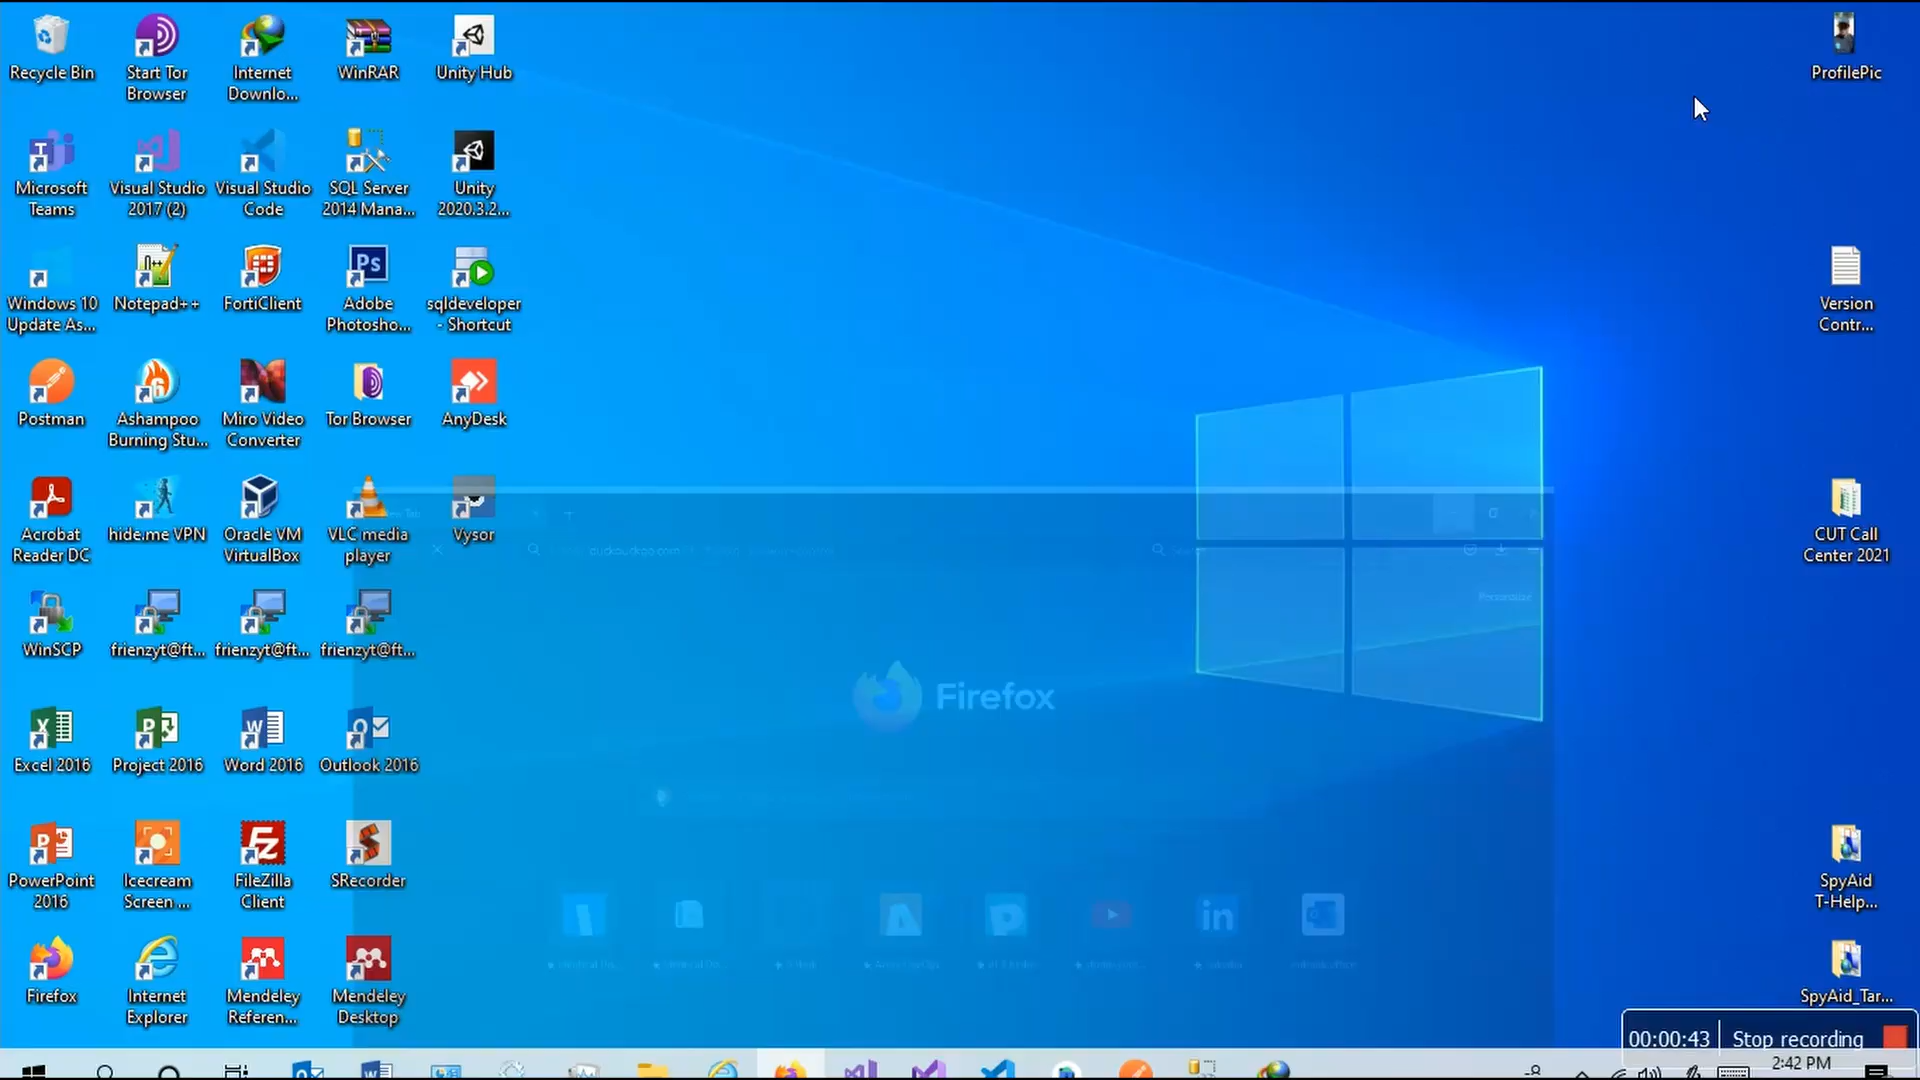 Recycle Bin
Start Tor
Browser
Internet
Downlo...
WinRAR
Unity Hub
ProfilePic
Microsoft
Teams
Visual Studio
2017 (2)
Visual Studio
Code
SQL Server
2014 Mana...
Unity
2020.3.2...
Windows 10
Update As...
Notepad++
FortiClient
Adobe
Photosho...
sqldeveloper
- Shortcut
Version
Contr...
Postman
Ashampoo
Burning Stu...
Miro Video
Converter
Tor Browser
AnyDesk
Acrobat
Reader DC
hide.me VPN
Oracle VM
VirtualBox
VLC media
player
Vysor
CUT Call
Center 2021
WinSCP
frienzyt@ft...
frienzyt@ft...
frienzyt@ft...
Personalize
Firefox
Excel 2016
Project 2016
Word 2016
Outlook 2016
PowerPoint
2016
Icecream
Screen ...
FileZilla
Client
SRecorder
SpyAid
T-Help...
Firefox
Internet
Explorer
Mendeley
Referen...
Mendeley
Desktop
SpyAid_Tar...
00:00:43 Stop recording
2:42 PM